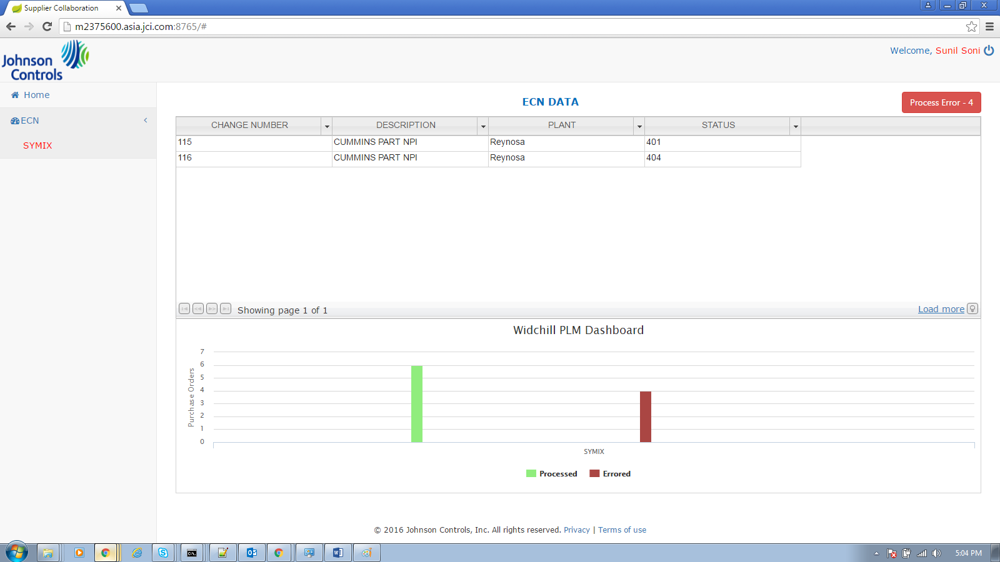 Supplier Collaboration
m2375600.asia.jci.com:8765/#
Johnson
Controls
Welcome, Sunil Soni
Home
ECN
SYMIX
ECN DATA
Process Error - 4
CHANGE NUMBER DESCRIPTION PLANT STATUS
115 CUMMINS PART NPI Reynosa 401
116 CUMMINS PART NPI Reynosa 404
Showing page 1 of 1
Load more
Widchill PLM Dashboard
Purchase Orders
7
6
5
4
3
2
1
0
SYMIX
Processed Errored
© 2016 Johnson Controls, Inc. All rights reserved. Privacy | Terms of use
5:04 PM